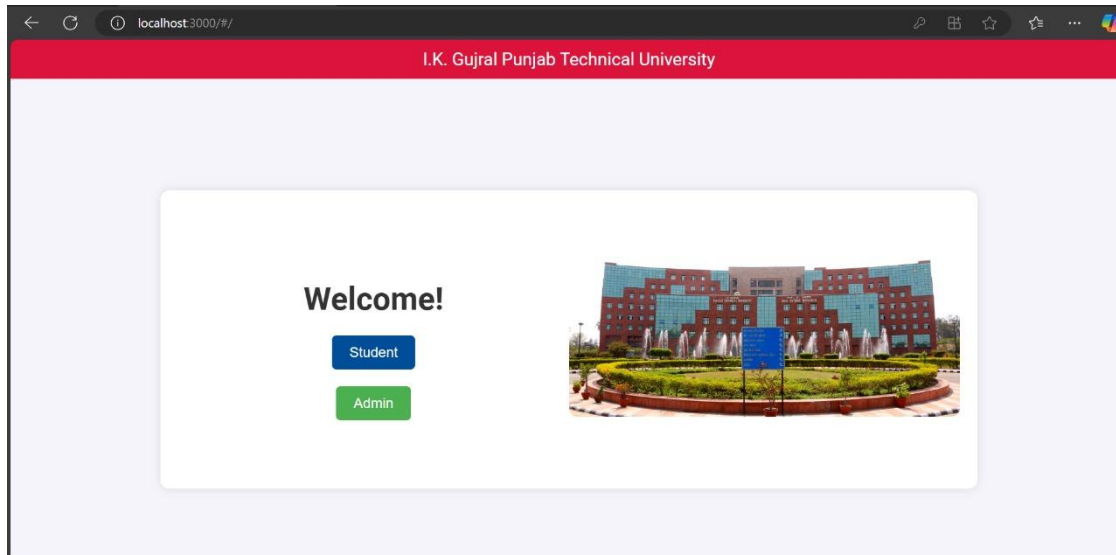 localhost:3000/#/
I.K. Gujral Punjab Technical University
Welcome!
Student
Admin